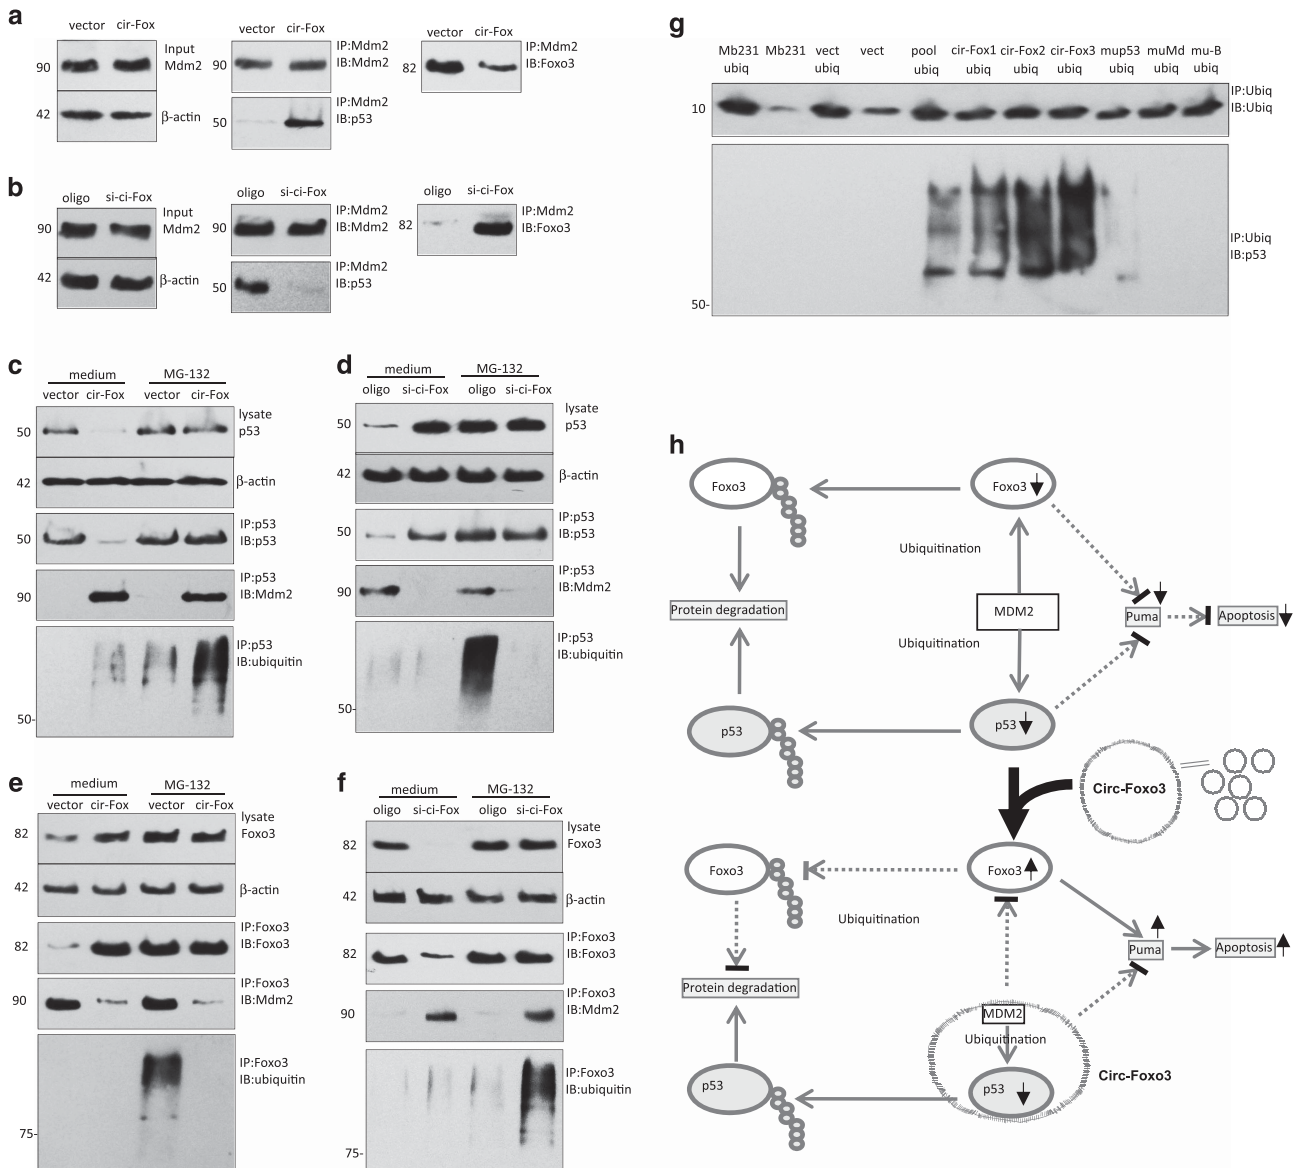 a
vector cir-Fox
90
Input
Mdm2
42
β-actin
vector cir-Fox
90
IP:Mdm2
IB:Mdm2
50
IP:Mdm2
IB:p53
vector cir-Fox
82
IP:Mdm2
IB:Foxo3
b
oligo si-ci-Fox
90
Input
Mdm2
42
β-actin
oligo si-ci-Fox
90
IP:Mdm2
IB:Mdm2
50
IP:Mdm2
IB:p53
oligo si-ci-Fox
82
IP:Mdm2
IB:Foxo3
c
medium MG-132
vector cir-Fox vector cir-Fox
50
lysate
p53
42
β-actin
50
IP:p53
IB:p53
90
IP:p53
IB:Mdm2
IP:p53
IB:ubiquitin
50-
d
medium MG-132
oligo si-ci-Fox oligo si-ci-Fox
50
lysate
p53
42
β-actin
50
IP:p53
IB:p53
90
IP:p53
IB:Mdm2
IP:p53
IB:ubiquitin
50-
e
medium MG-132
vector cir-Fox vector cir-Fox
82
lysate
Foxo3
42
β-actin
82
IP:Foxo3
IB:Foxo3
90
IP:Foxo3
IB:Mdm2
IP:Foxo3
IB:ubiquitin
75-
f
medium MG-132
oligo si-ci-Fox oligo si-ci-Fox
82
lysate
Foxo3
42
β-actin
82
IP:Foxo3
IB:Foxo3
90
IP:Foxo3
IB:Mdm2
IP:Foxo3
IB:ubiquitin
75-
g
Mb231 Mb231 vect vect pool cir-Fox1 cir-Fox2 cir-Fox3 mup53 muMd mu-B
ubiq ubiq ubiq ubiq ubiq ubiq ubiq ubiq ubiq
10
IP:Ubiq
IB:Ubiq
IP:Ubiq
IB:p53
50-
h
Foxo3
Foxo3
Ubiquitination
Protein degradation
MDM2
Puma
Apoptosis
Ubiquitination
p53
p53
Circ-Foxo3
Foxo3
Foxo3
Ubiquitination
Puma
Apoptosis
Protein degradation
MDM2
Ubiquitination
p53
p53
Circ-Foxo3